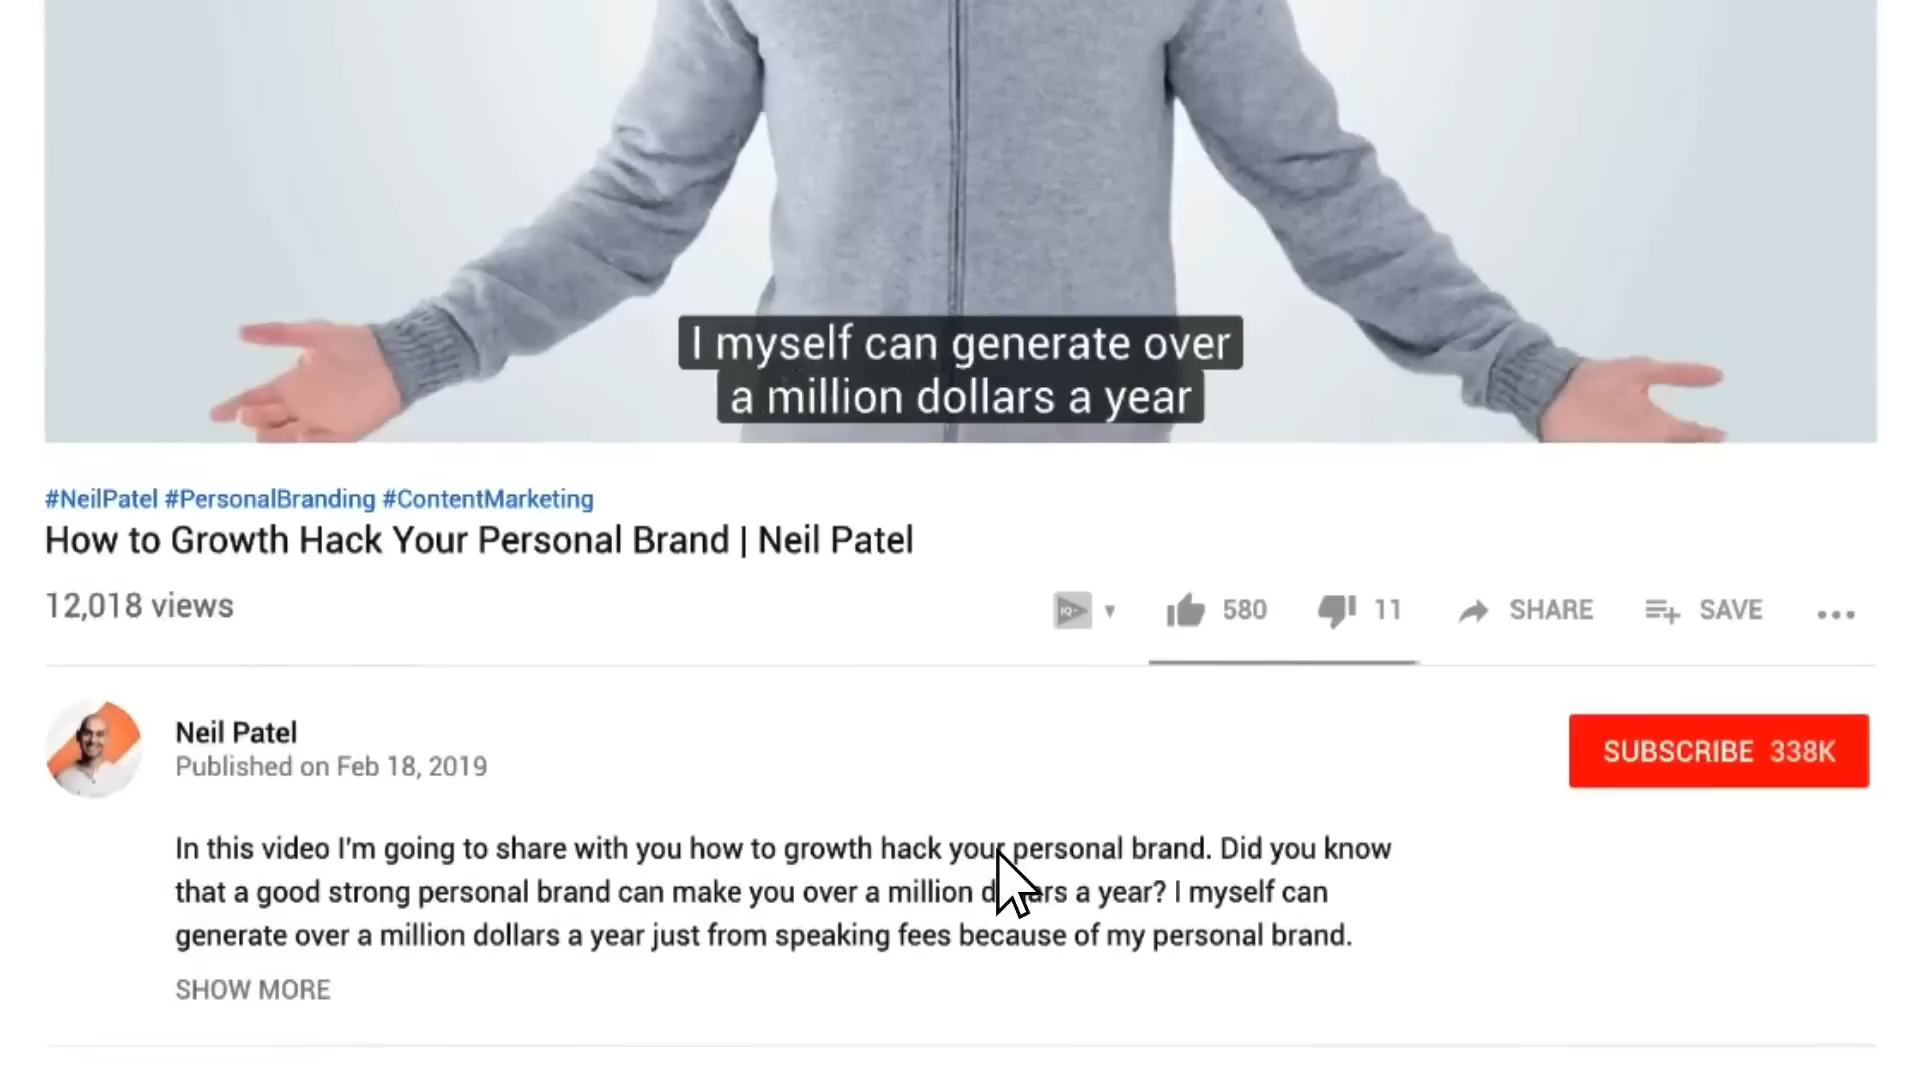 I myself can generate over
a million dollars a year
#NeilPatel #PersonalBranding #ContentMarketing
How to Growth Hack Your Personal Brand | Neil Patel
12,018 views
IQ
580
11
SHARE
SAVE
Neil Patel
Published on Feb 18, 2019
SUBSCRIBE 338K
In this video I'm going to share with you how to growth hack your personal brand. Did you know
that a good strong personal brand can make you over a million dollars a year? I myself can
generate over a million dollars a year just from speaking fees because of my personal brand.
SHOW MORE